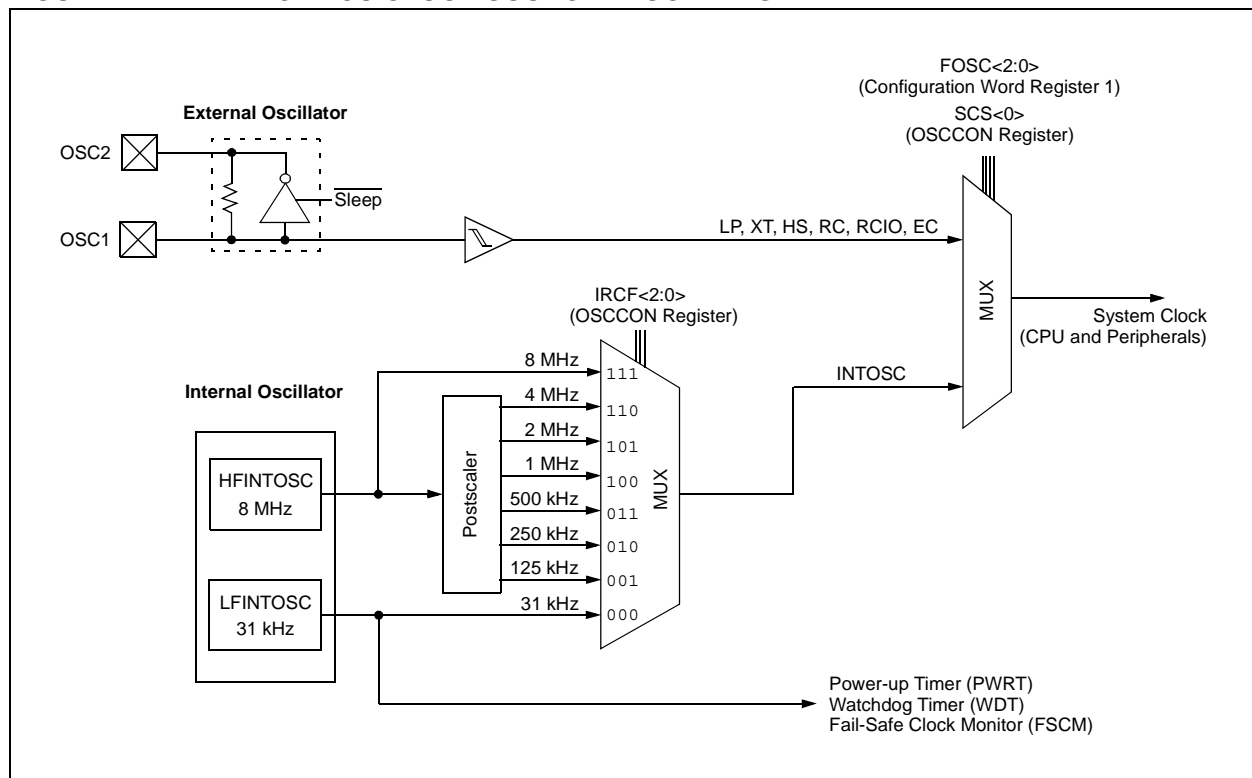 FOSC<2:0>
(Configuration Word Register 1)
SCS<0>
(OSCCON Register)
External Oscillator
OSC2
Sleep
OSC1
LP, XT, HS, RC, RCIO, EC
MUX
System Clock
(CPU and Peripherals)
IRCF<2:0>
(OSCCON Register)
8 MHz
111
INTOSC
Internal Oscillator
4 MHz
110
2 MHz
101
1 MHz
100
HFINTOSC
8 MHz
Postscaler
MUX
500 kHz
011
250 kHz
010
125 kHz
001
LFINTOSC
31 kHz
31 kHz
000
Power-up Timer (PWRT)
Watchdog Timer (WDT)
Fail-Safe Clock Monitor (FSCM)